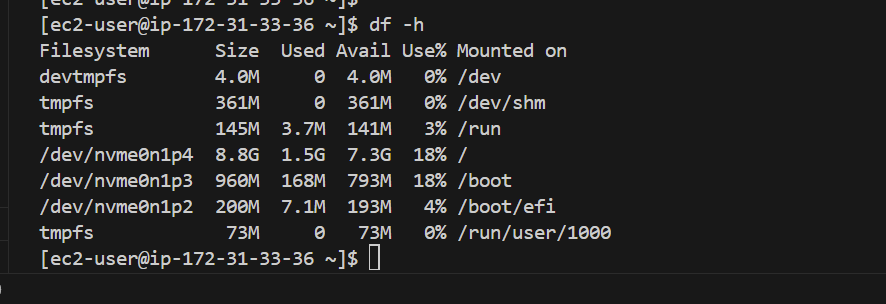 [ec2-user@ip-172-31-33-36 ~]$
[ec2-user@ip-172-31-33-36 ~]$ df -h
Filesystem      Size  Used Avail Use% Mounted on
devtmpfs        4.0M     0  4.0M   0% /dev
tmpfs           361M     0  361M   0% /dev/shm
tmpfs           145M  3.7M  141M   3% /run
/dev/nvme0n1p4  8.8G  1.5G  7.3G  18% /
/dev/nvme0n1p3  960M  168M  793M  18% /boot
/dev/nvme0n1p2  200M  7.1M  193M   4% /boot/efi
tmpfs            73M     0   73M   0% /run/user/1000
[ec2-user@ip-172-31-33-36 ~]$